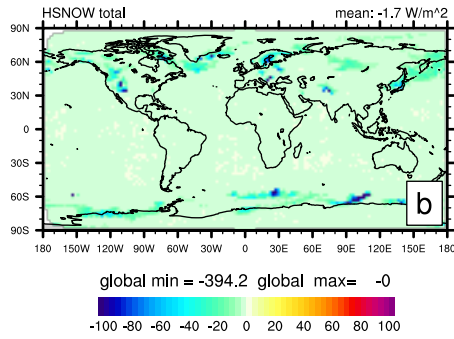 HSNOW total mean: -1.7 W/m^2
90N
60N
30N
0
30S
60S
90S
b
180 150W 120W 90W 60W 30W 0 30E 60E 90E 120E 150E 180
global min = -394.2 global max= -0
-100 -80 -60 -40 -20 0 20 40 60 80 100